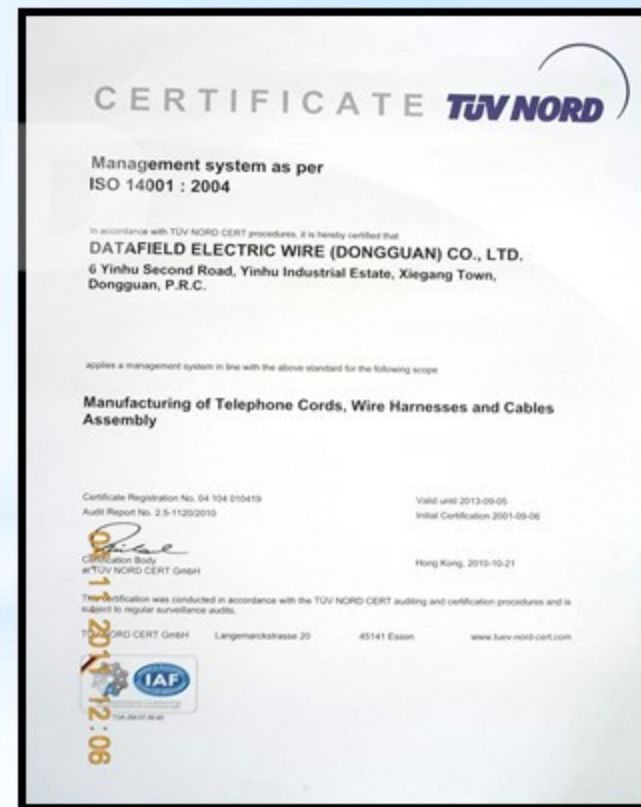 CERTIFICATE TÜV NORD
Management system as per
ISO 14001 : 2004
In accordance with TÜV NORD CERT procedures, it is hereby certified that
DATAFIELD ELECTRIC WIRE (DONGGUAN) CO., LTD.
6 Yinhu Second Road, Yinhu Industrial Estate, Xiegang Town,
Dongguan, P.R.C.
applies a management system in line with the above standard for the following scope
Manufacturing of Telephone Cords, Wire Harnesses and Cables
Assembly
Certificate Registration No. 04 104 010419
Audit Report No. 2.5-1120/2010
Valid until 2013-09-05
Initial Certification 2001-09-06
Certification Body
at TÜV NORD CERT GmbH
Hong Kong, 2010-10-21
This certification was conducted in accordance with the TÜV NORD CERT auditing and certification procedures and is
subject to regular surveillance audits.
TÜV NORD CERT GmbH Langemarckstrasse 20 45141 Essen www.tuev-nord-cert.com
IAF
11 2011 12:06